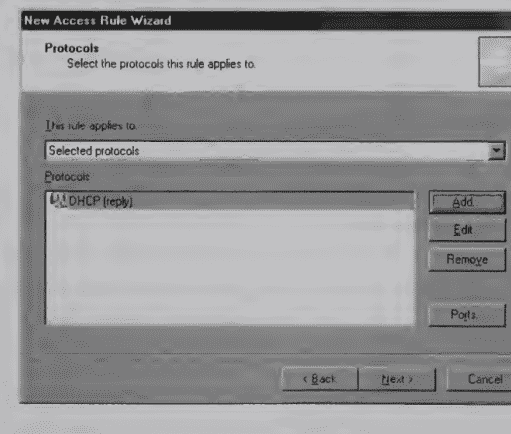 New Access Rule Wizard
Protocols
Select the protocols this rule applies to.
This rule applies to:
Selected protocols
Protocols:
DHCP (reply)
Add...
Edit...
Remove
Ports...
< Back
Next >
Cancel